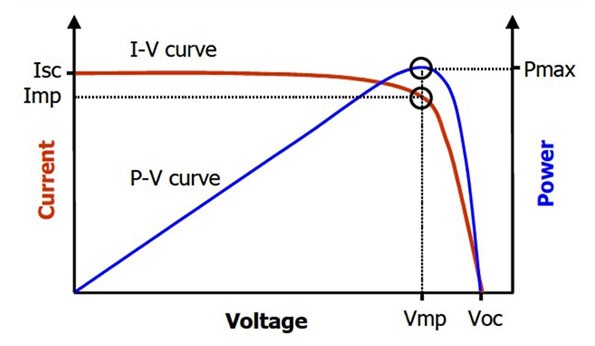 I-V curve
Isc
Pmax
Imp
Current
P-V curve
Power
Voltage
Vmp
Voc